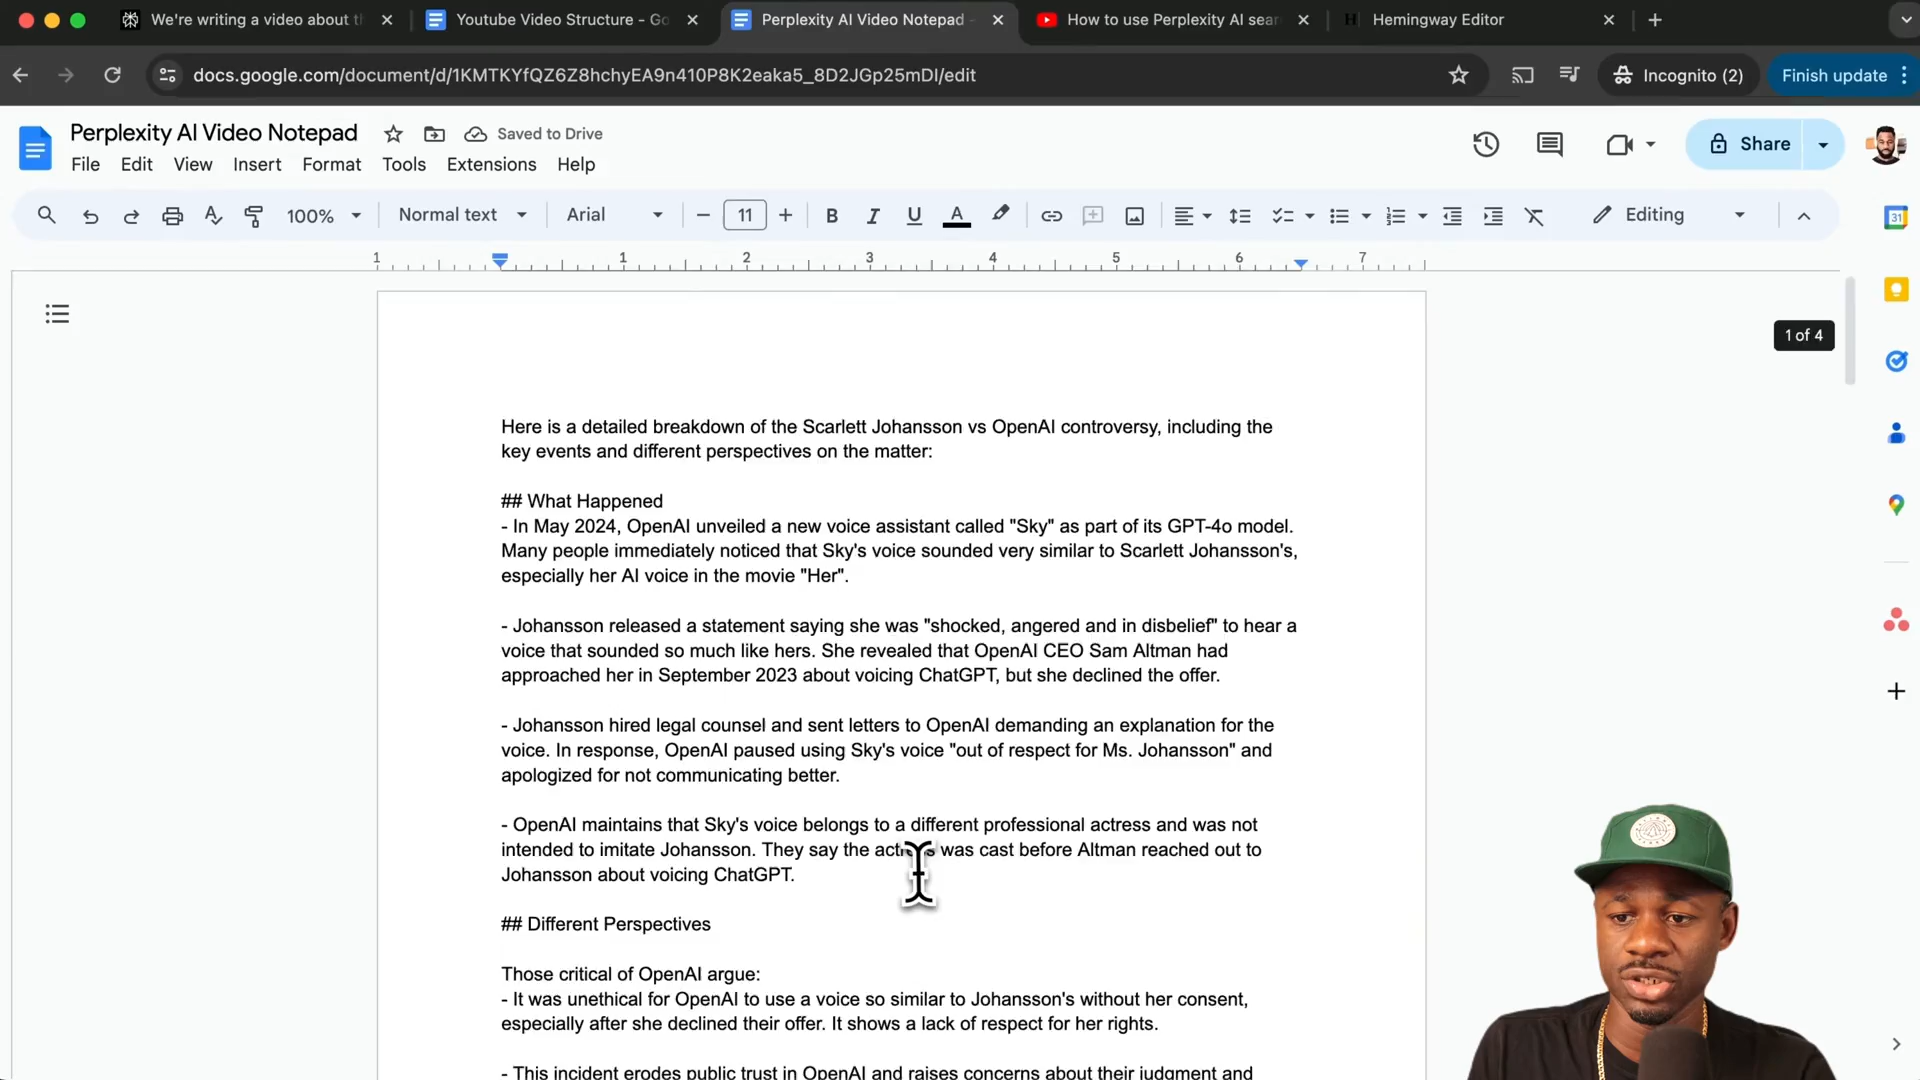 We're writing a video about t
Youtube Video Structure - Go
Perplexity AI Video Notepad -
How to use Perplexity AI sear
H
Hemingway Editor
docs.google.com/document/d/1KMTKYfQZ6Z8hchyEA9n410P8K2eaka5_8D2JGp25mDI/edit
Incognito (2)
Finish update
Perplexity AI Video Notepad
Saved to Drive
File Edit View Insert Format Tools Extensions Help
Share
100% Normal text Arial 11 B I U A Editing
31
1 1 2 3 4 5 6 7
1 of 4
Here is a detailed breakdown of the Scarlett Johansson vs OpenAI controversy, including the
key events and different perspectives on the matter:
## What Happened
- In May 2024, OpenAI unveiled a new voice assistant called "Sky" as part of its GPT-4o model.
Many people immediately noticed that Sky's voice sounded very similar to Scarlett Johansson's,
especially her AI voice in the movie "Her".
- Johansson released a statement saying she was "shocked, angered and in disbelief" to hear a
voice that sounded so much like hers. She revealed that OpenAI CEO Sam Altman had
approached her in September 2023 about voicing ChatGPT, but she declined the offer.
- Johansson hired legal counsel and sent letters to OpenAI demanding an explanation for the
voice. In response, OpenAI paused using Sky's voice "out of respect for Ms. Johansson" and
apologized for not communicating better.
- OpenAI maintains that Sky's voice belongs to a different professional actress and was not
intended to imitate Johansson. They say the actress was cast before Altman reached out to
Johansson about voicing ChatGPT.
## Different Perspectives
Those critical of OpenAI argue:
- It was unethical for OpenAI to use a voice so similar to Johansson's without her consent,
especially after she declined their offer. It shows a lack of respect for her rights.
- This incident erodes public trust in OpenAI and raises concerns about their judgment and